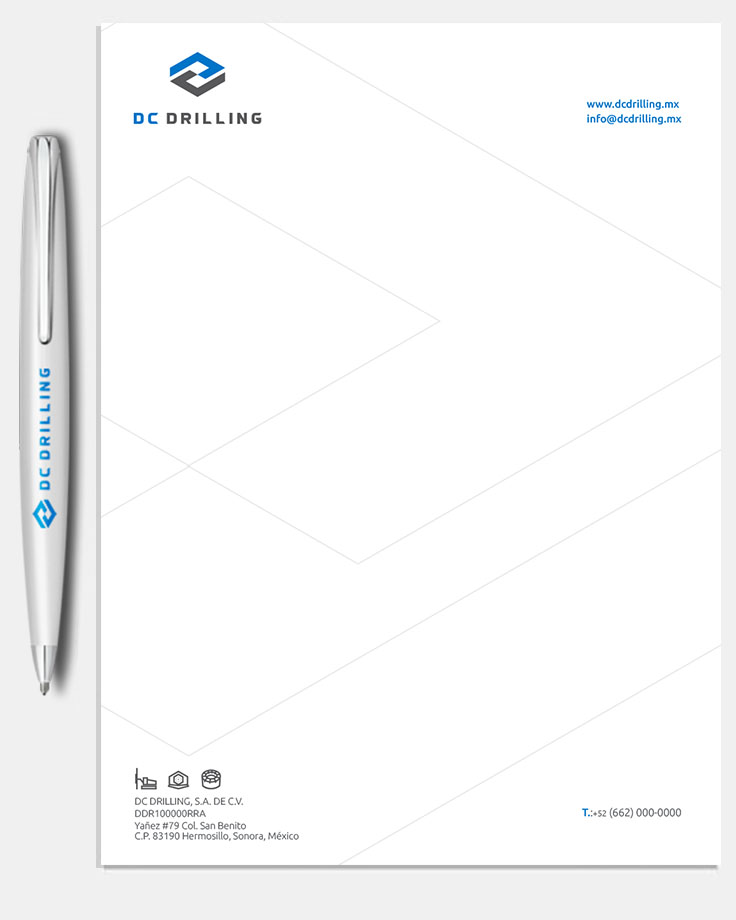 DC DRILLING
www.dcdrilling.mx
info@dcdrilling.mx
DC DRILLING
DC DRILLING, S.A. DE C.V.
DDR100000RRA
Yañez #79 Col. San Benito
C.P. 83190 Hermosillo, Sonora, México
T.:+52 (662) 000-0000